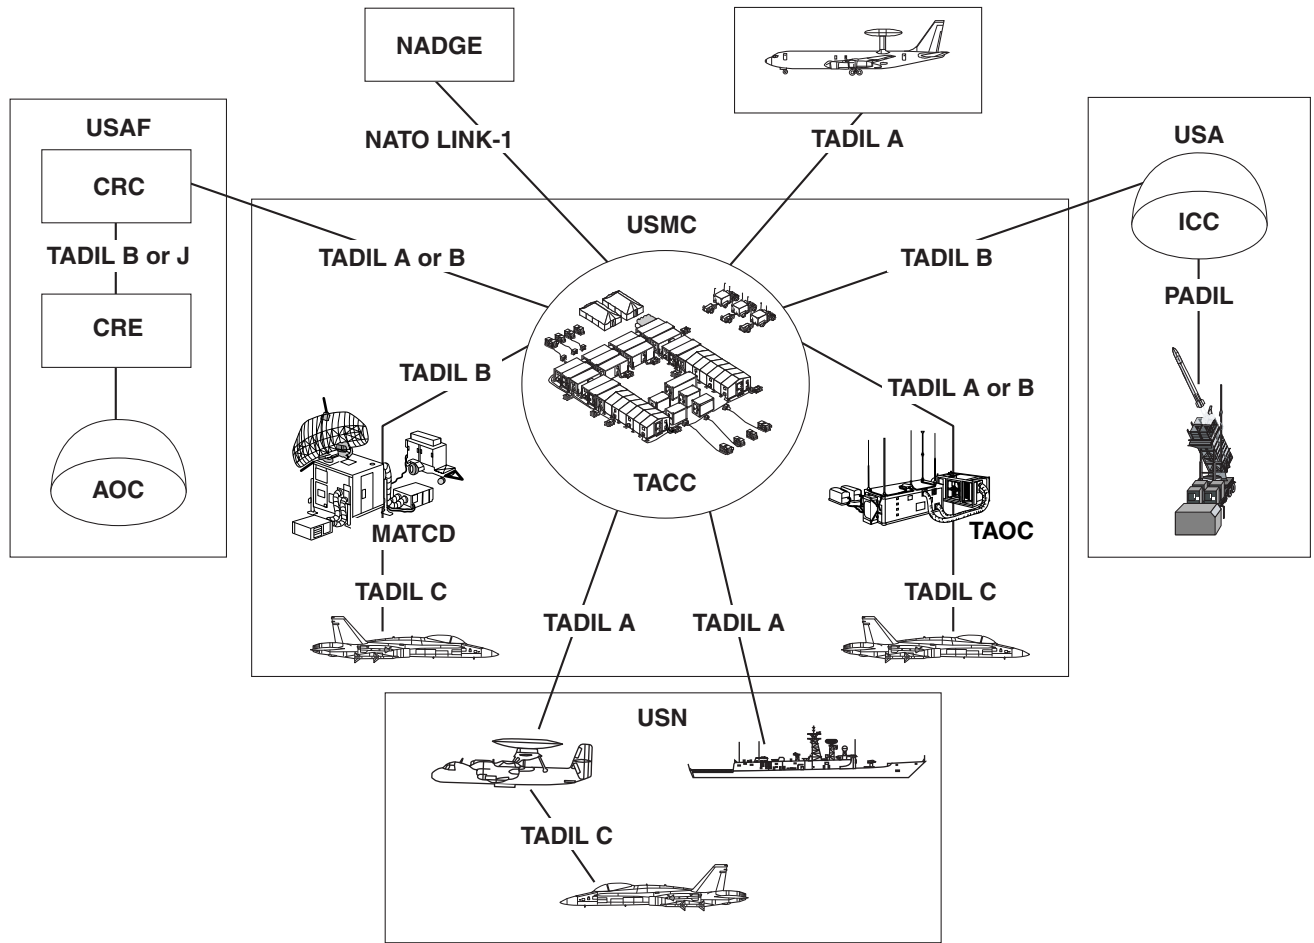 NADGE
NATO LINK-1
TADIL A
USAF
CRC
TADIL B or J
CRE
AOC
USA
ICC
PADIL
USMC
TADIL A or B
TADIL B
TADIL B
TADIL A or B
TACC
MATCD
TAOC
TADIL C
TADIL C
TADIL A
TADIL A
USN
TADIL C